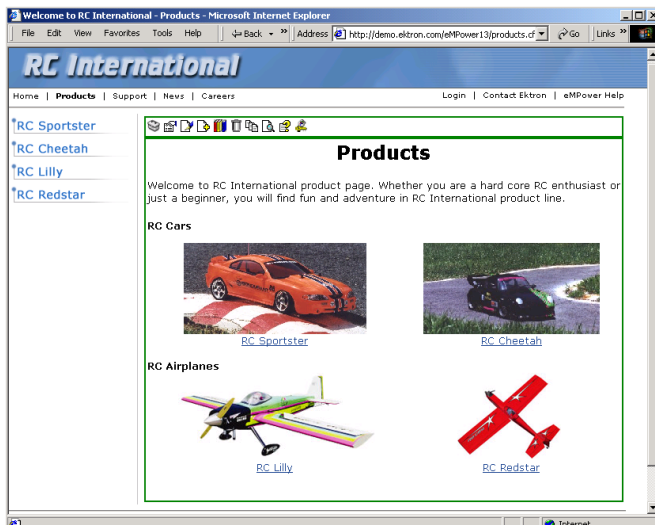 Welcome to RC International - Products - Microsoft Internet Explorer
File Edit View Favorites Tools Help Back » Address http://demo.ektron.com/eMPower13/products.cf Go Links »
RC International
Home | Products | Support | News | Careers Login | Contact Ektron | eMPower Help
RC Sportster
RC Cheetah
RC Lilly
RC Redstar
Products
Welcome to RC International product page. Whether you are a hard core RC enthusiast or
just a beginner, you will find fun and adventure in RC International product line.
RC Cars
RC Sportster RC Cheetah
RC Airplanes
RC Lilly RC Redstar
Internet